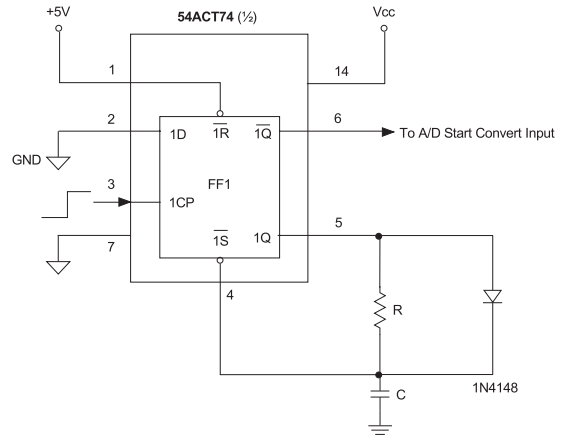 +5V
54ACT74 (½)
Vcc
1
14
2
6
1D
1R̅
1Q̅
To A/D Start Convert Input
GND
3
FF1
1CP
5
7
1S̅
1Q
4
R
1N4148
C